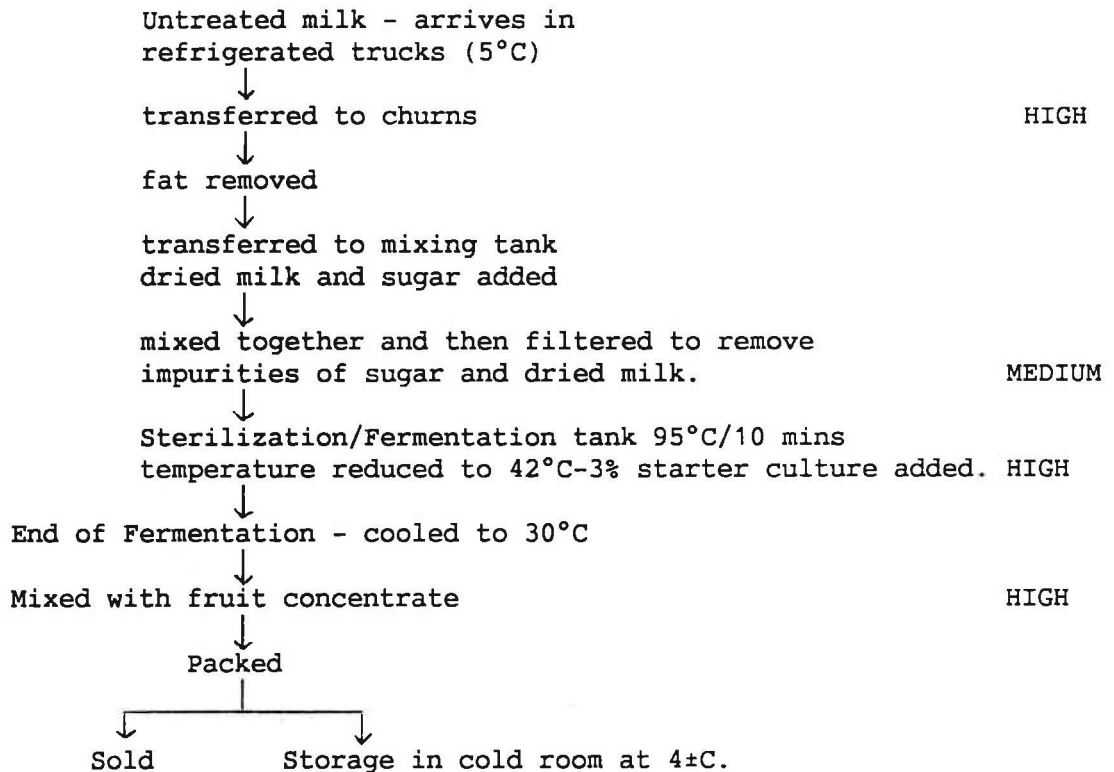 Untreated milk - arrives in
refrigerated trucks (5°C)
transferred to churns HIGH
fat removed
transferred to mixing tank
dried milk and sugar added
mixed together and then filtered to remove
impurities of sugar and dried milk. MEDIUM
Sterilization/Fermentation tank 95°C/10 mins
temperature reduced to 42°C-3% starter culture added. HIGH
End of Fermentation - cooled to 30°C
Mixed with fruit concentrate HIGH
Packed
Sold Storage in cold room at 4±C.